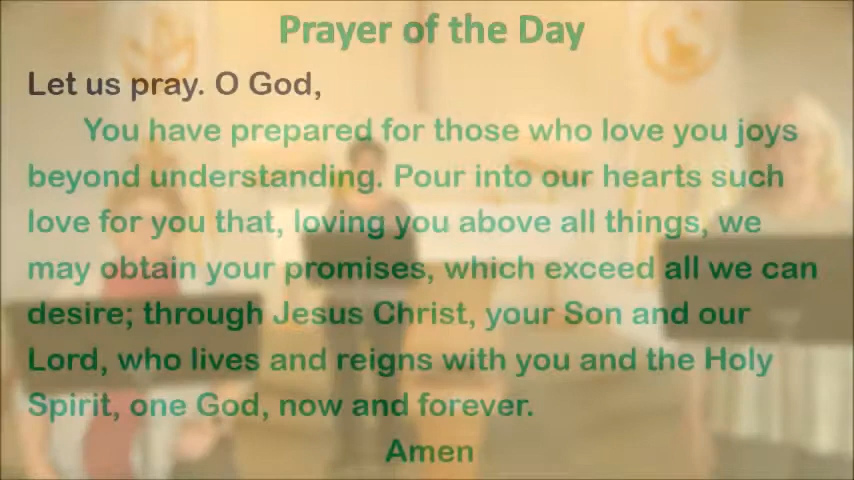 Prayer of the Day
Let us pray. O God,
You have prepared for those who love you joys
beyond understanding. Pour into our hearts such
love for you that, loving you above all things, we
may obtain your promises, which exceed all we can
desire; through Jesus Christ, your Son and our
Lord, who lives and reigns with you and the Holy
Spirit, one God, now and forever.
Amen